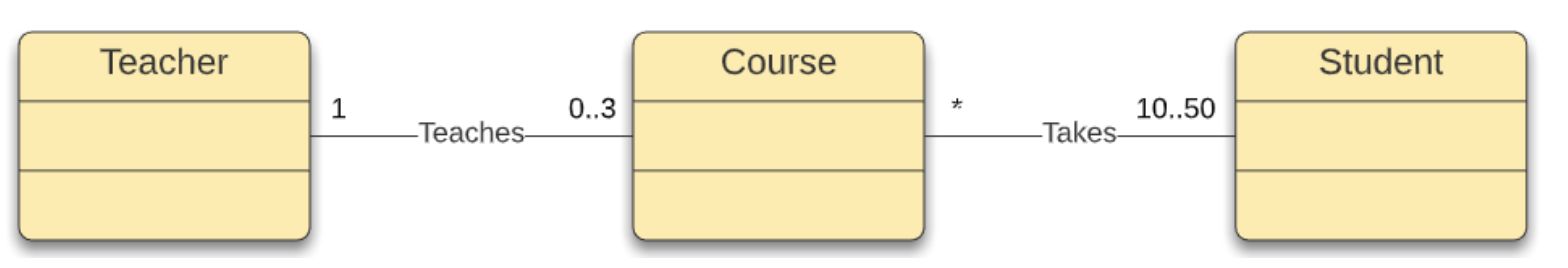 Teacher
Course
Student
1
0..3
*
10..50
Teaches
Takes